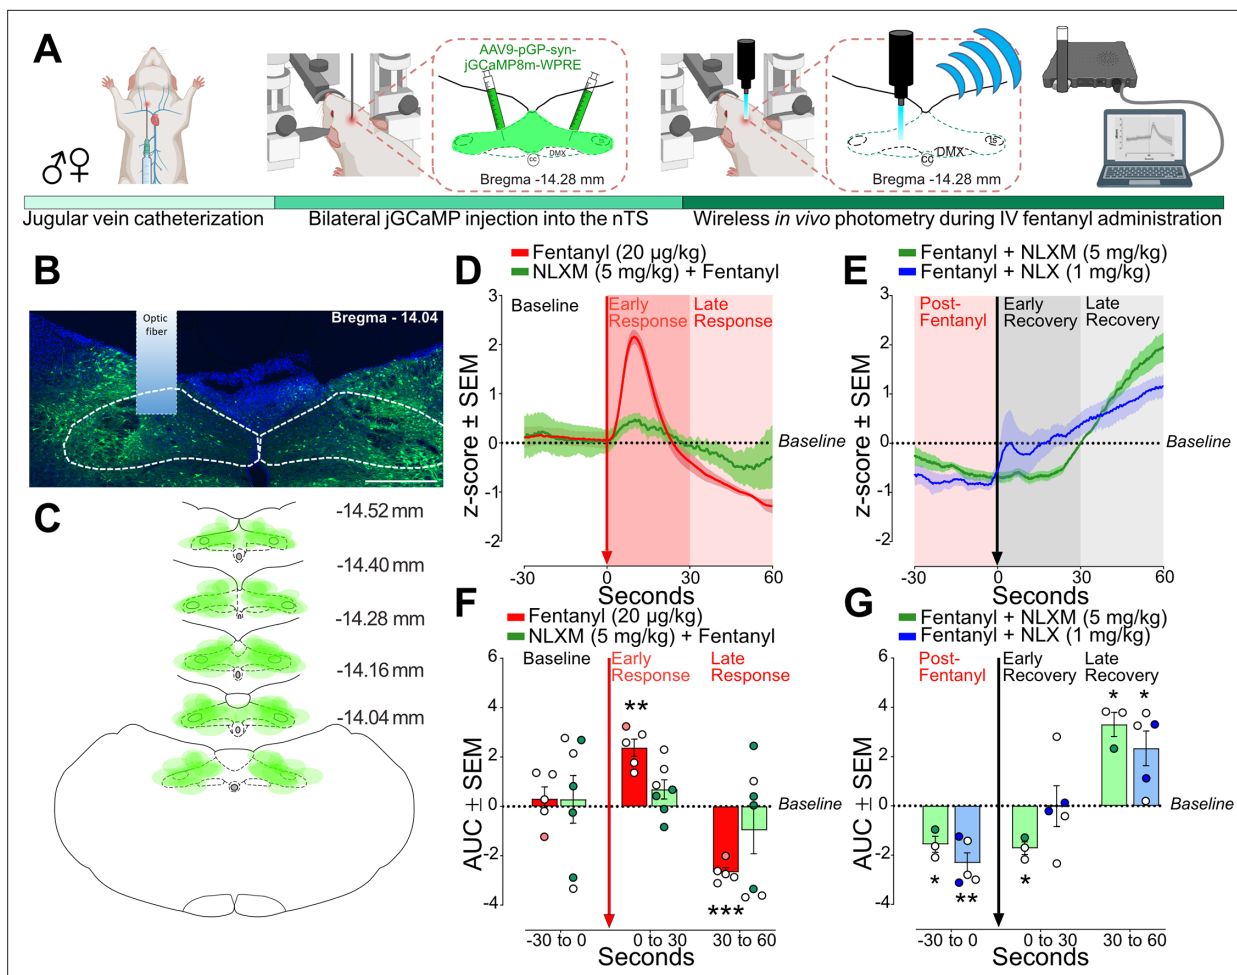 A
AAV9-pGP-syn-
jGCaMP8m-WPRE
ts
ts
DMX
cc
Bregma -14.28 mm
ts
DMX
cc
Bregma -14.28 mm
♂♀
Jugular vein catheterization
Bilateral jGCaMP injection into the nTS
Wireless in vivo photometry during IV fentanyl administration
B
Optic
fiber
Bregma - 14.04
C
-14.52 mm
-14.40 mm
-14.28 mm
-14.16 mm
-14.04 mm
D
Fentanyl (20 µg/kg)
NLXM (5 mg/kg) + Fentanyl
Baseline
Early
Response
Late
Response
z-score ± SEM
3
2
1
0
-1
-2
Baseline
-30
0
30
60
Seconds
E
Fentanyl + NLXM (5 mg/kg)
Fentanyl + NLX (1 mg/kg)
Post-
Fentanyl
Early
Recovery
Late
Recovery
z-score ± SEM
3
2
1
0
-1
-2
Baseline
-30
0
30
60
Seconds
F
Fentanyl (20 µg/kg)
NLXM (5 mg/kg) + Fentanyl
Baseline
Early
Response
Late
Response
AUC ± SEM
6
4
2
0
-2
-4
**
***
Baseline
-30 to 0
0 to 30
30 to 60
Seconds
G
Fentanyl + NLXM (5 mg/kg)
Fentanyl + NLX (1 mg/kg)
Post-
Fentanyl
Early
Recovery
Late
Recovery
AUC ± SEM
6
4
2
0
-2
-4
* *
*
**
*
Baseline
-30 to 0
0 to 30
30 to 60
Seconds